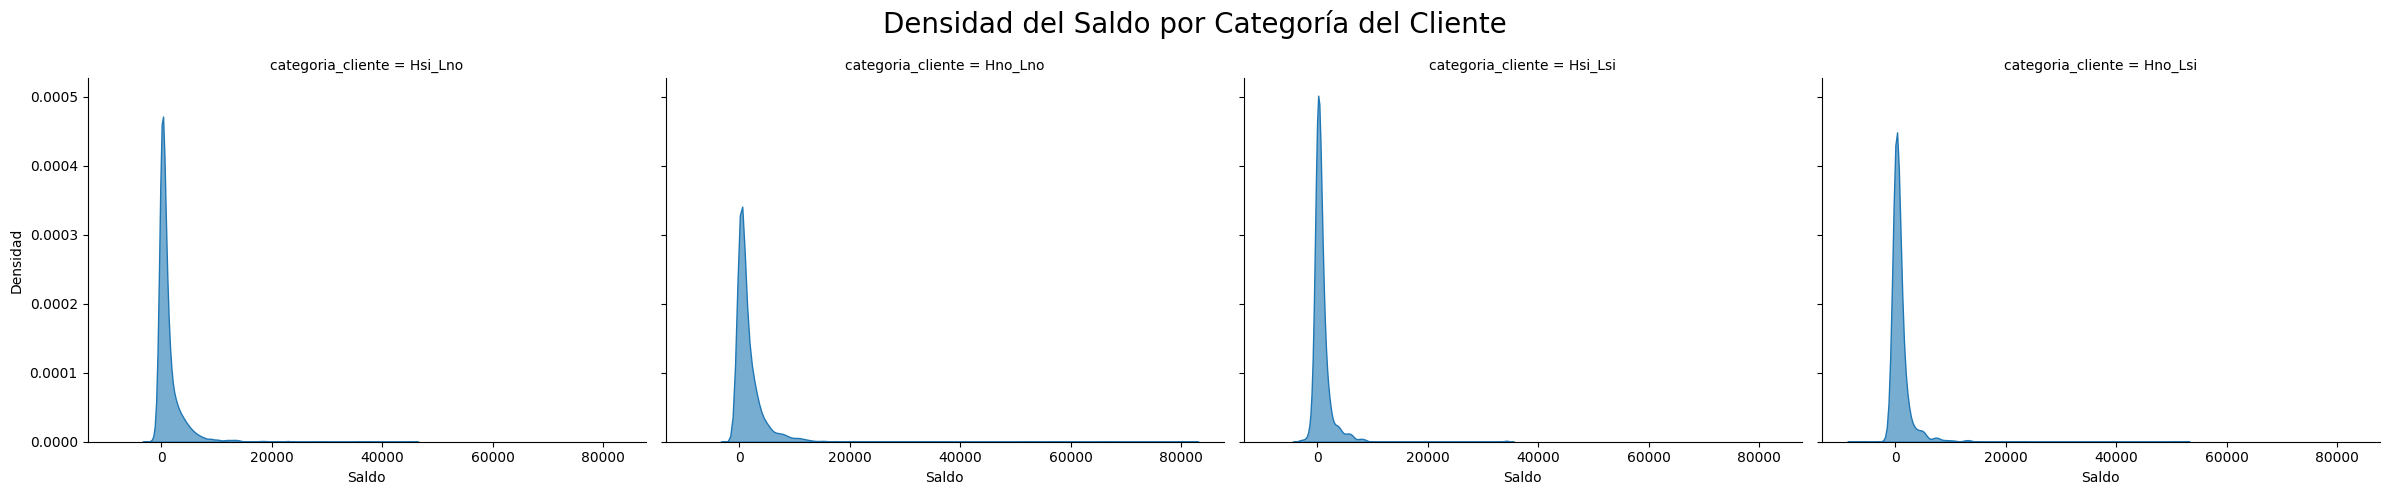 Densidad del Saldo por Categoría del Cliente
categoria_cliente = Hsi_Lno
categoria_cliente = Hno_Lno
categoria_cliente = Hsi_Lsi
categoria_cliente = Hno_Lsi
Densidad
0.0005
0.0004
0.0003
0.0002
0.0001
0.0000
0 20000 40000 60000 80000
Saldo
0 20000 40000 60000 80000
Saldo
0 20000 40000 60000 80000
Saldo
0 20000 40000 60000 80000
Saldo